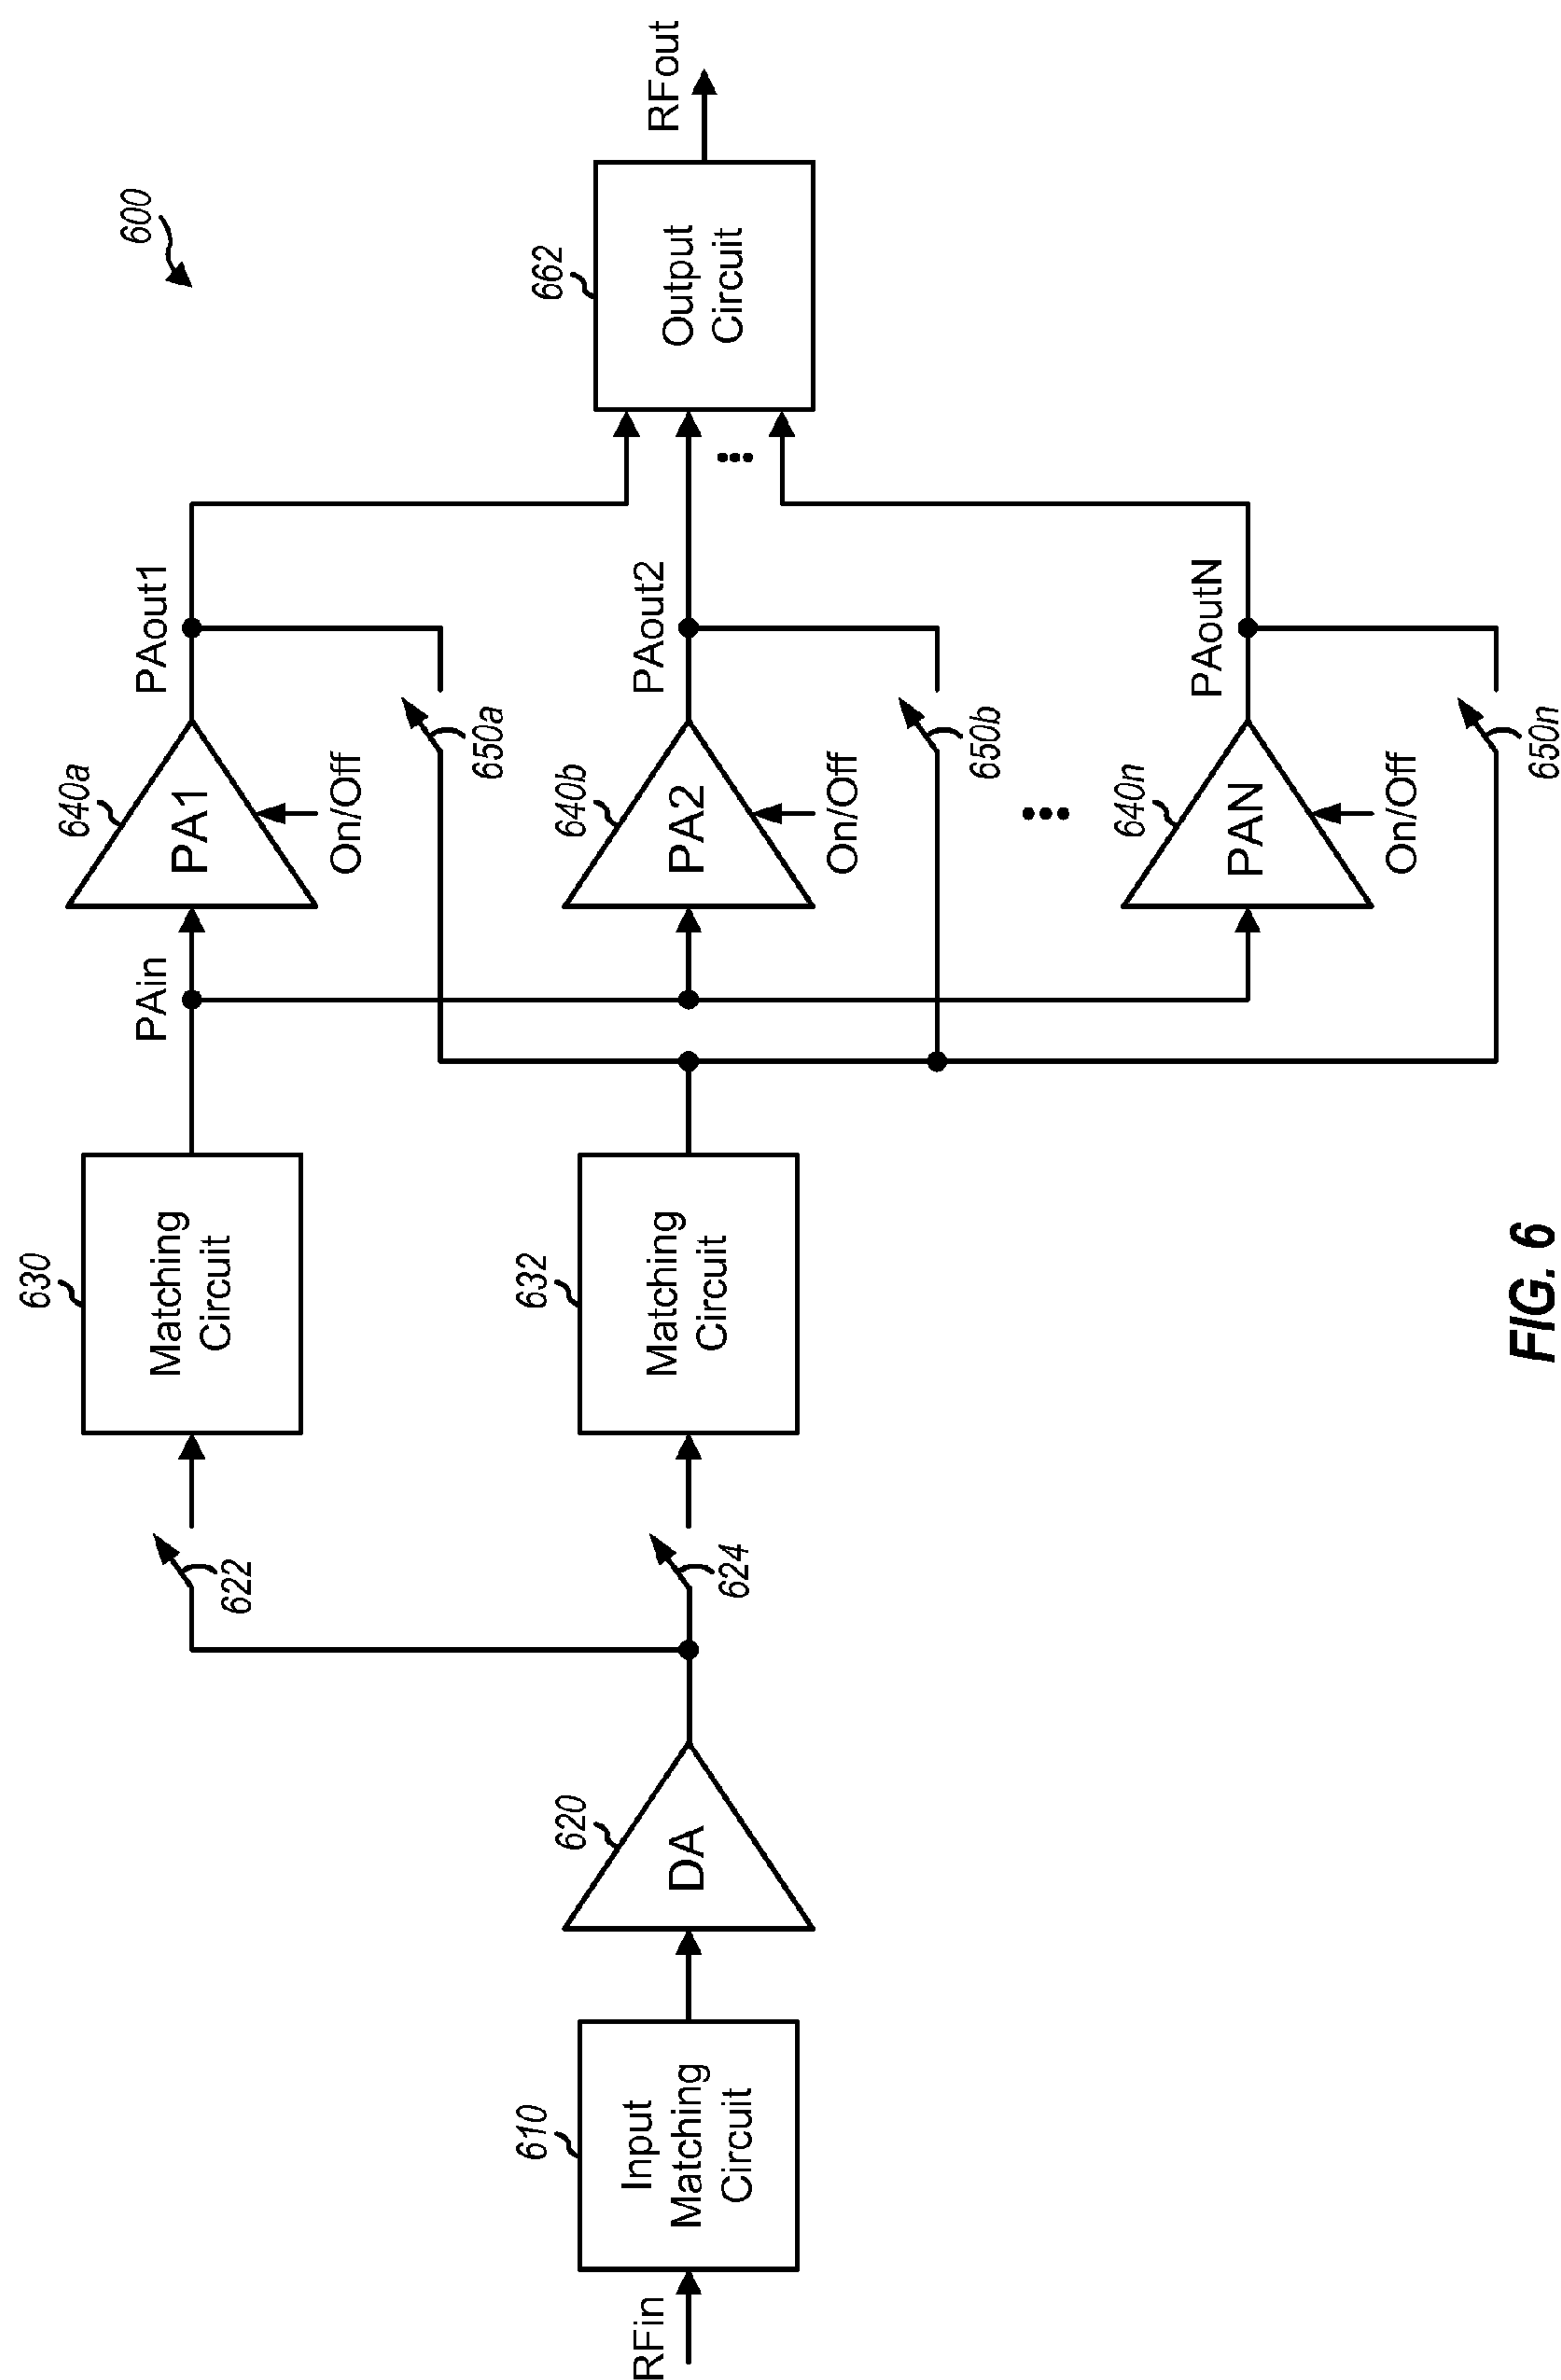 600
RFin
610
Input
Matching
Circuit
620
DA
622
624
630
Matching
Circuit
632
Matching
Circuit
PAin
640a
PA1
On/Off
PAout1
650a
640b
PA2
On/Off
PAout2
650b
640n
PAN
On/Off
PAoutN
650n
662
Output
Circuit
RFout
FIG. 6